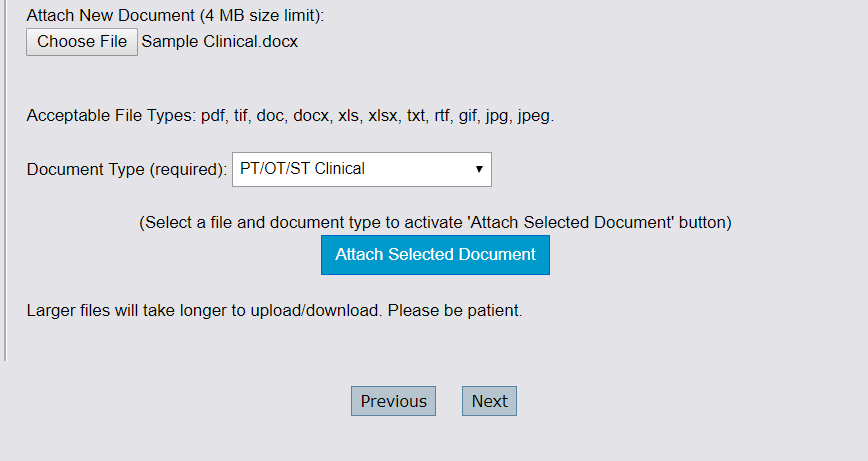 Attach New Document (4 MB size limit):
Choose File Sample Clinical.docx
Acceptable File Types: pdf, tif, doc, docx, xls, xlsx, txt, rtf, gif, jpg, jpeg.
Document Type (required): PT/OT/ST Clinical
(Select a file and document type to activate 'Attach Selected Document' button)
Attach Selected Document
Larger files will take longer to upload/download. Please be patient.
Previous Next